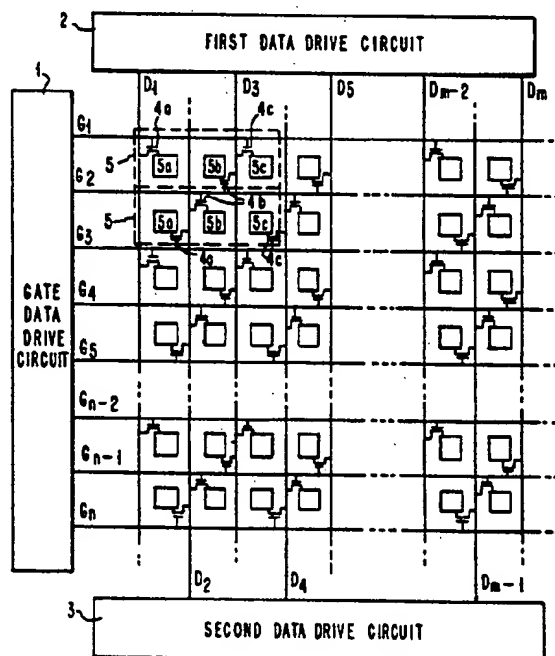 2
FIRST DATA DRIVE CIRCUIT
1
D1 D3 D5 Dm-2 Dm
4a 4c
G1
5 5a 5b 5c
G2
4b
5 5a 5b 5c
G3
4a 4c
G4
GATE DATA DRIVE CIRCUIT
G5
Gn-2
Gn-1
Gn
D2 D4 Dm-1
3
SECOND DATA DRIVE CIRCUIT